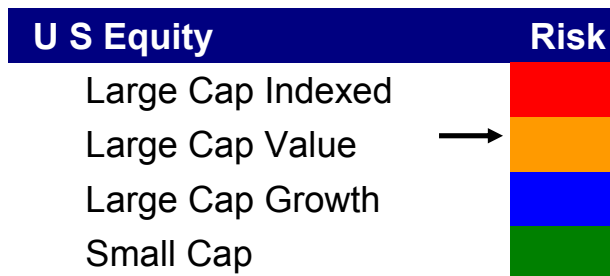 U S Equity Risk
Large Cap Indexed
Large Cap Value
Large Cap Growth
Small Cap